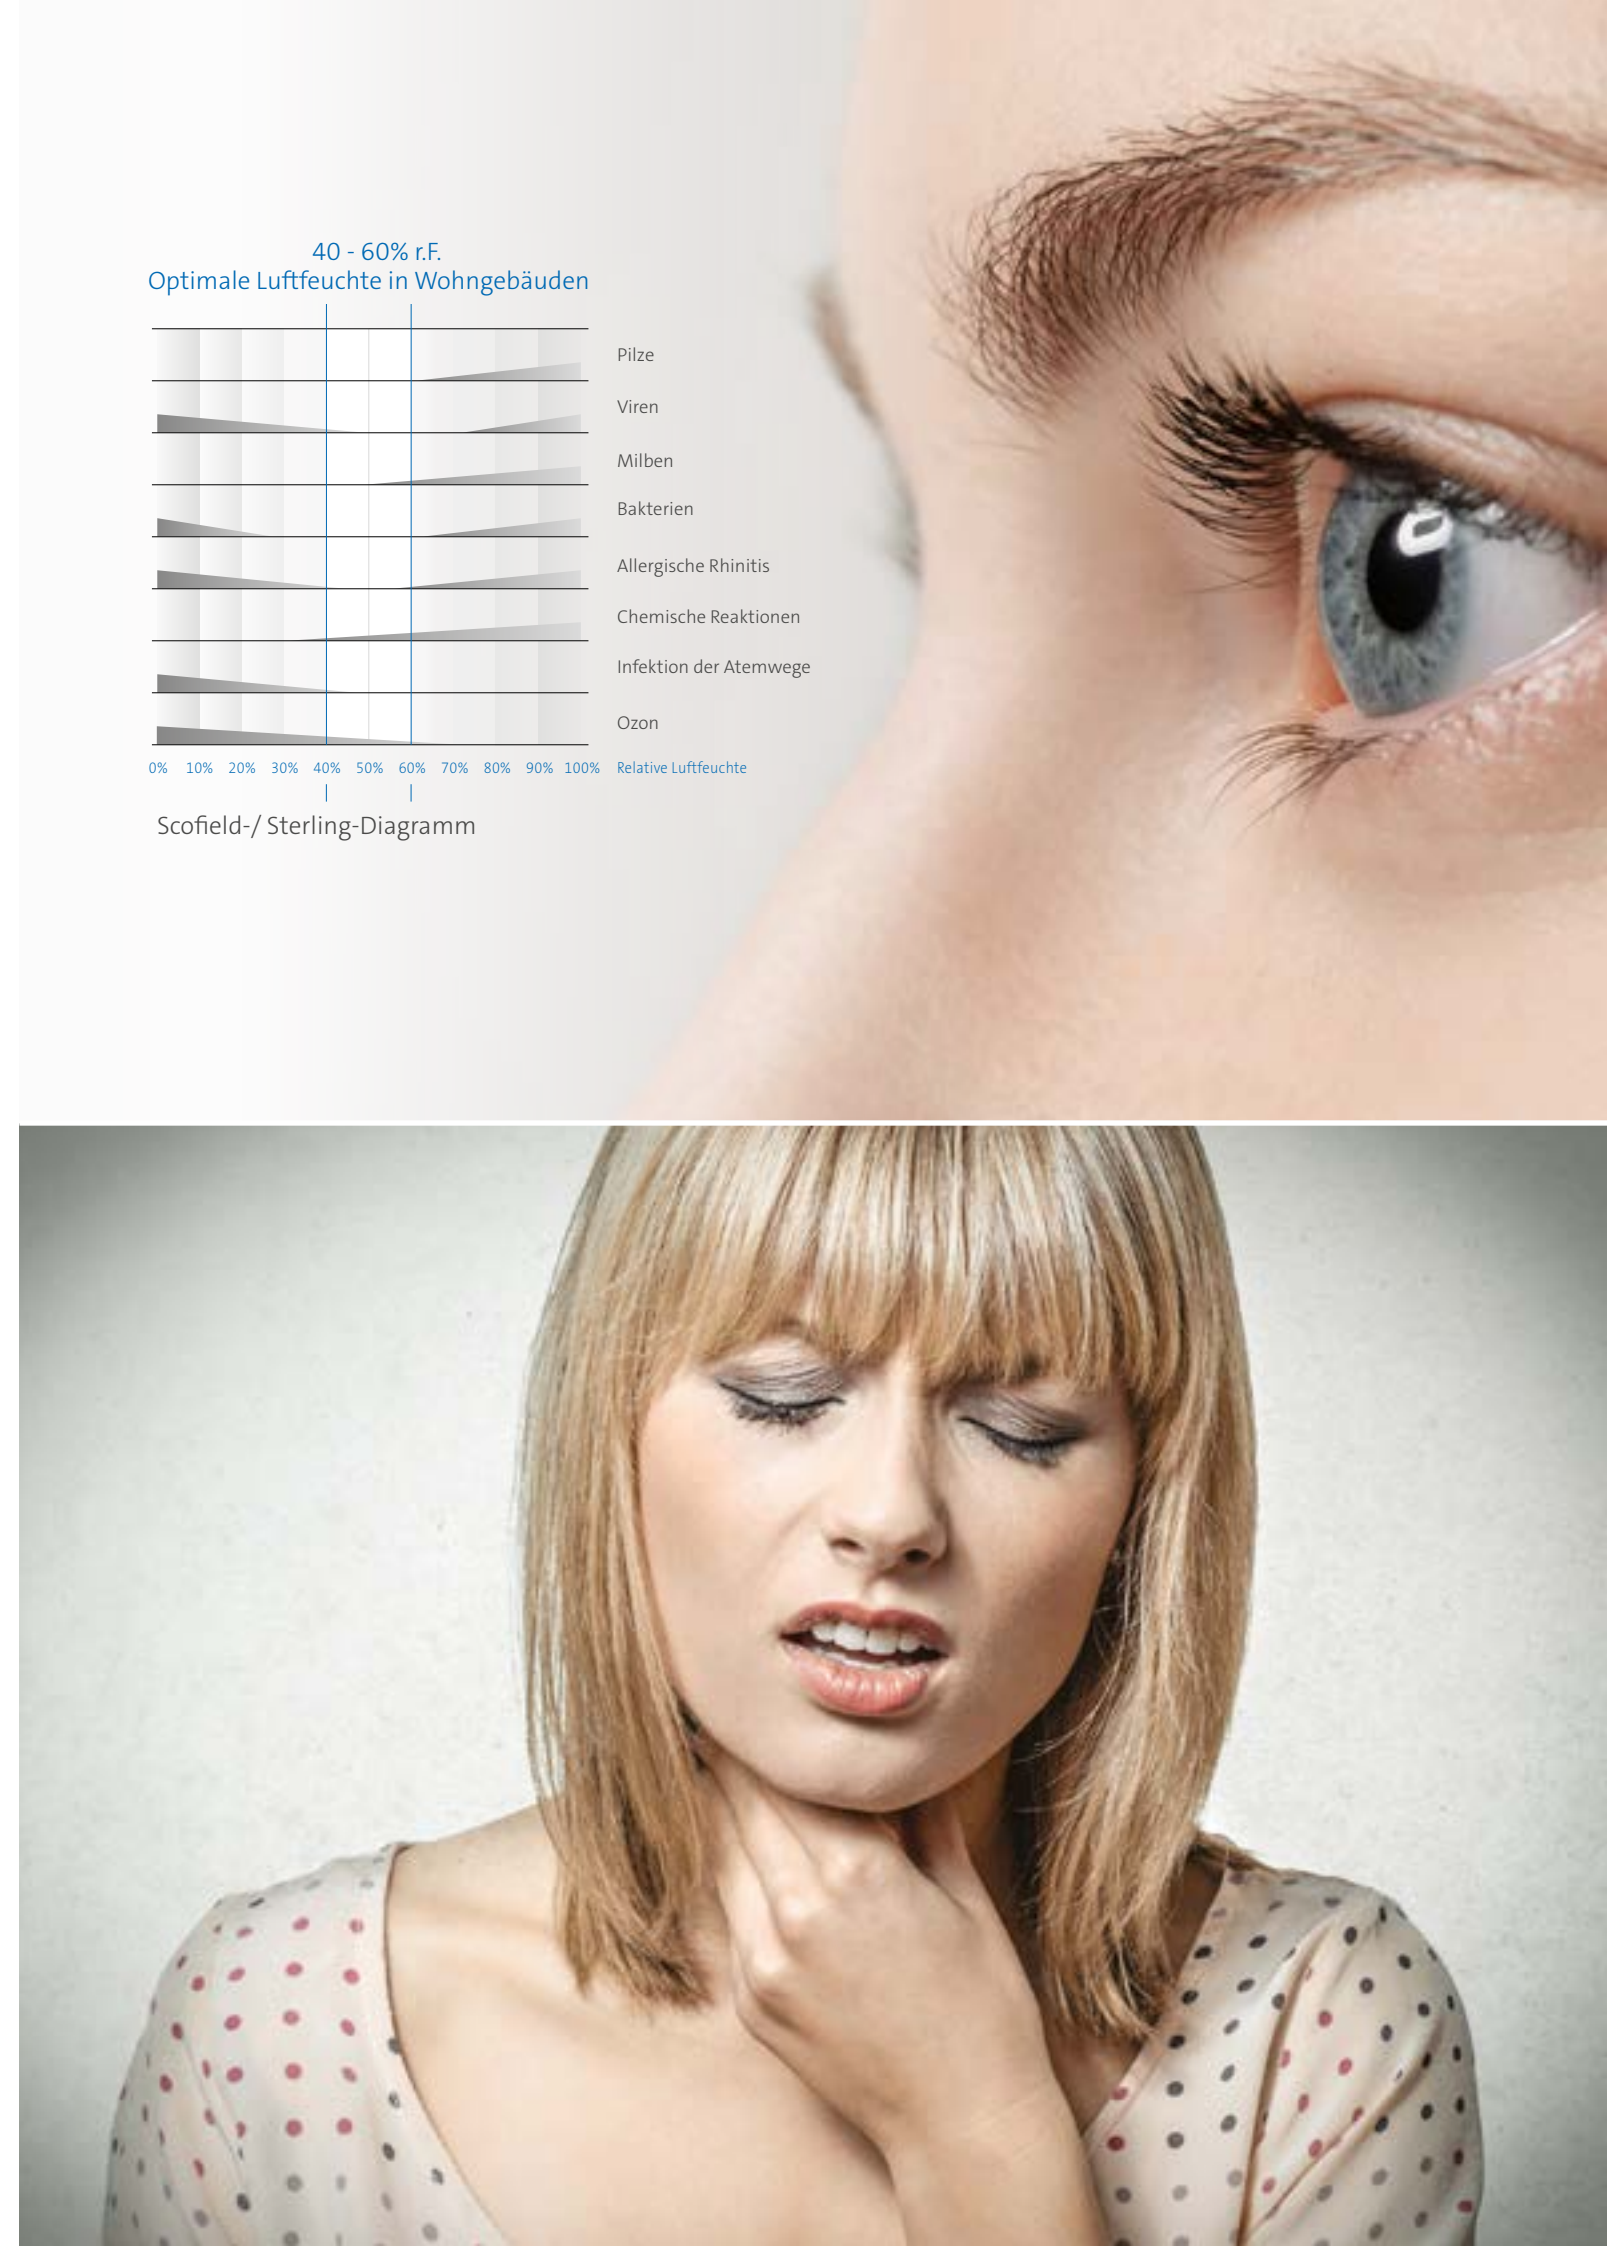 40 - 60% r.F.
Optimale Luftfeuchte in Wohngebäuden
Pilze
Viren
Milben
Bakterien
Allergische Rhinitis
Chemische Reaktionen
Infektion der Atemwege
Ozon
0% 10% 20% 30% 40% 50% 60% 70% 80% 90% 100% Relative Luftfeuchte
Scofield-/ Sterling-Diagramm